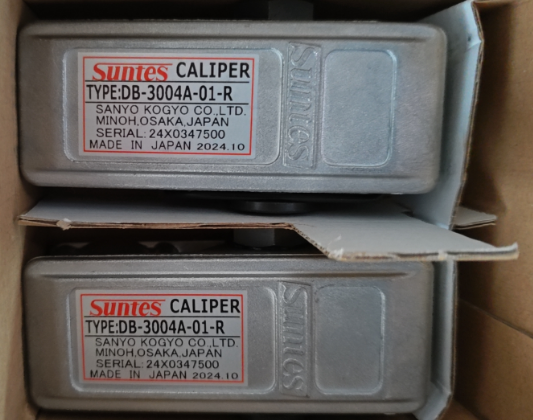 Suntes CALIPER
TYPE:DB-3004A-01-R
SANYO KOGYO CO.,LTD.
MINOH,OSAKA,JAPAN
SERIAL: 24X0347500
MADE IN JAPAN 2024.10
Suntes
Suntes CALIPER
TYPE:DB-3004A-01-R
SANYO KOGYO CO.,LTD.
MINOH,OSAKA,JAPAN
SERIAL: 24X0347500
MADE IN JAPAN 2024.10
Suntes